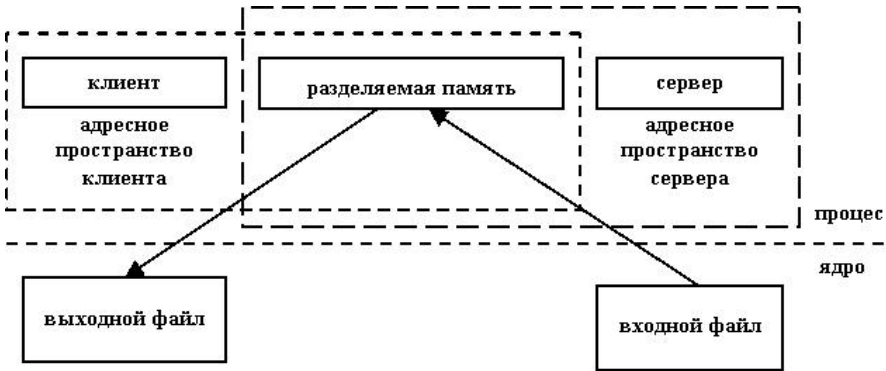 клиент
разделяемая память
сервер
адресное
пространство
клиента
адресное
пространство
сервера
процес
ядро
выходной файл
входной файл